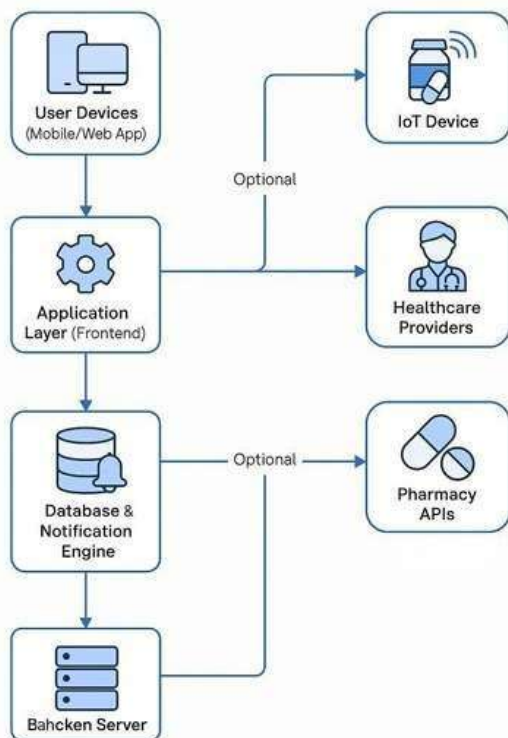 User Devices
(Mobile/Web App)
IoT Device
Optional
Application
Layer (Frontend)
Healthcare
Providers
Database &
Notification
Engine
Optional
Pharmacy
APIs
Bahcken Server